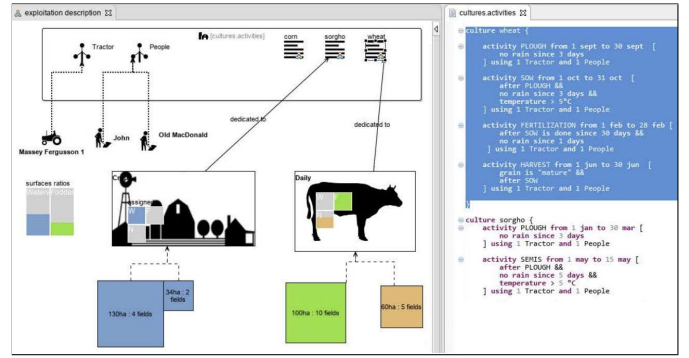 exploitation description
Tractor
People
[cultures.activities]
corn
sorgho
wheat
dedicated to
dedicated to
Massey Fergusson 1
John
Old MacDonald
surfaces ratios
Daily
130ha : 4 fields
34ha : 2
fields
100ha : 10 fields
60ha : 5 fields
cultures.activities
culture wheat {
activity PLOUGH from 1 sept to 30 sept [
no rain since 3 days
] using 1 Tractor and 1 People
activity SOW from 1 oct to 31 oct [
after PLOUGH &&
no rain since 3 days &&
temperature > 5°C
] using 1 Tractor and 1 People
activity FERTILIZATION from 1 feb to 28 feb [
after SOW is done since 30 days &&
no rain since 1 days
] using 1 Tractor and 1 People
activity HARVEST from 1 jun to 30 jun [
grain is "mature" &&
after SOW
] using 1 Tractor and 1 People
}
culture sorgho {
activity PLOUGH from 1 jan to 30 mar [
no rain since 3 days
] using 1 Tractor and 1 People
activity SEMIS from 1 may to 15 may [
after PLOUGH &&
no rain since 5 days &&
temperature > 5 °C
] using 1 Tractor and 1 People